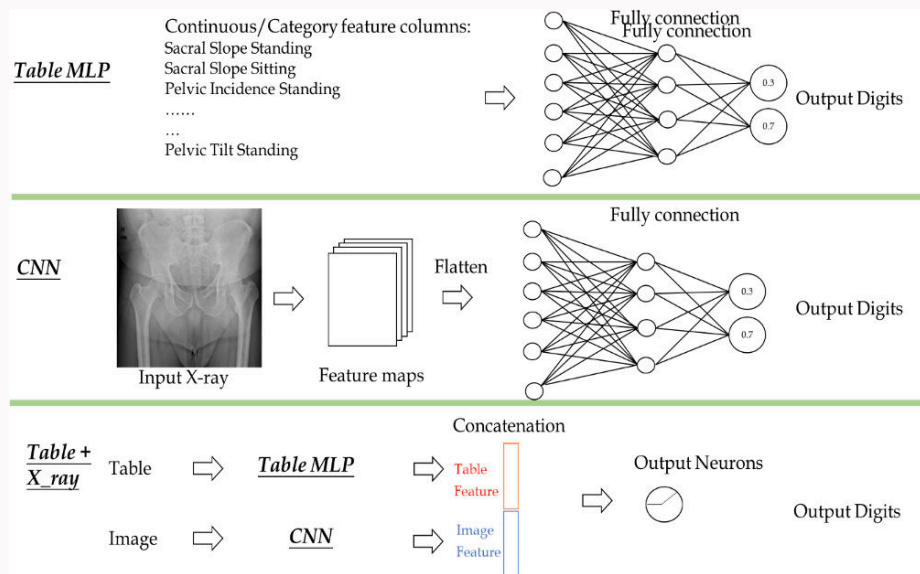 Table MLP
Continuous/Category feature columns:
Sacral Slope Standing
Sacral Slope Sitting
Pelvic Incidence Standing
……
…
Pelvic Tilt Standing
Fully connection
Fully connection
0.3
0.7
Output Digits
CNN
Input X-ray
Feature maps
Flatten
Fully connection
0.3
0.7
Output Digits
Table +
X_ray
Table
Table MLP
Concatenation
Table
Feature
Output Neurons
Output Digits
Image
CNN
Image
Feature